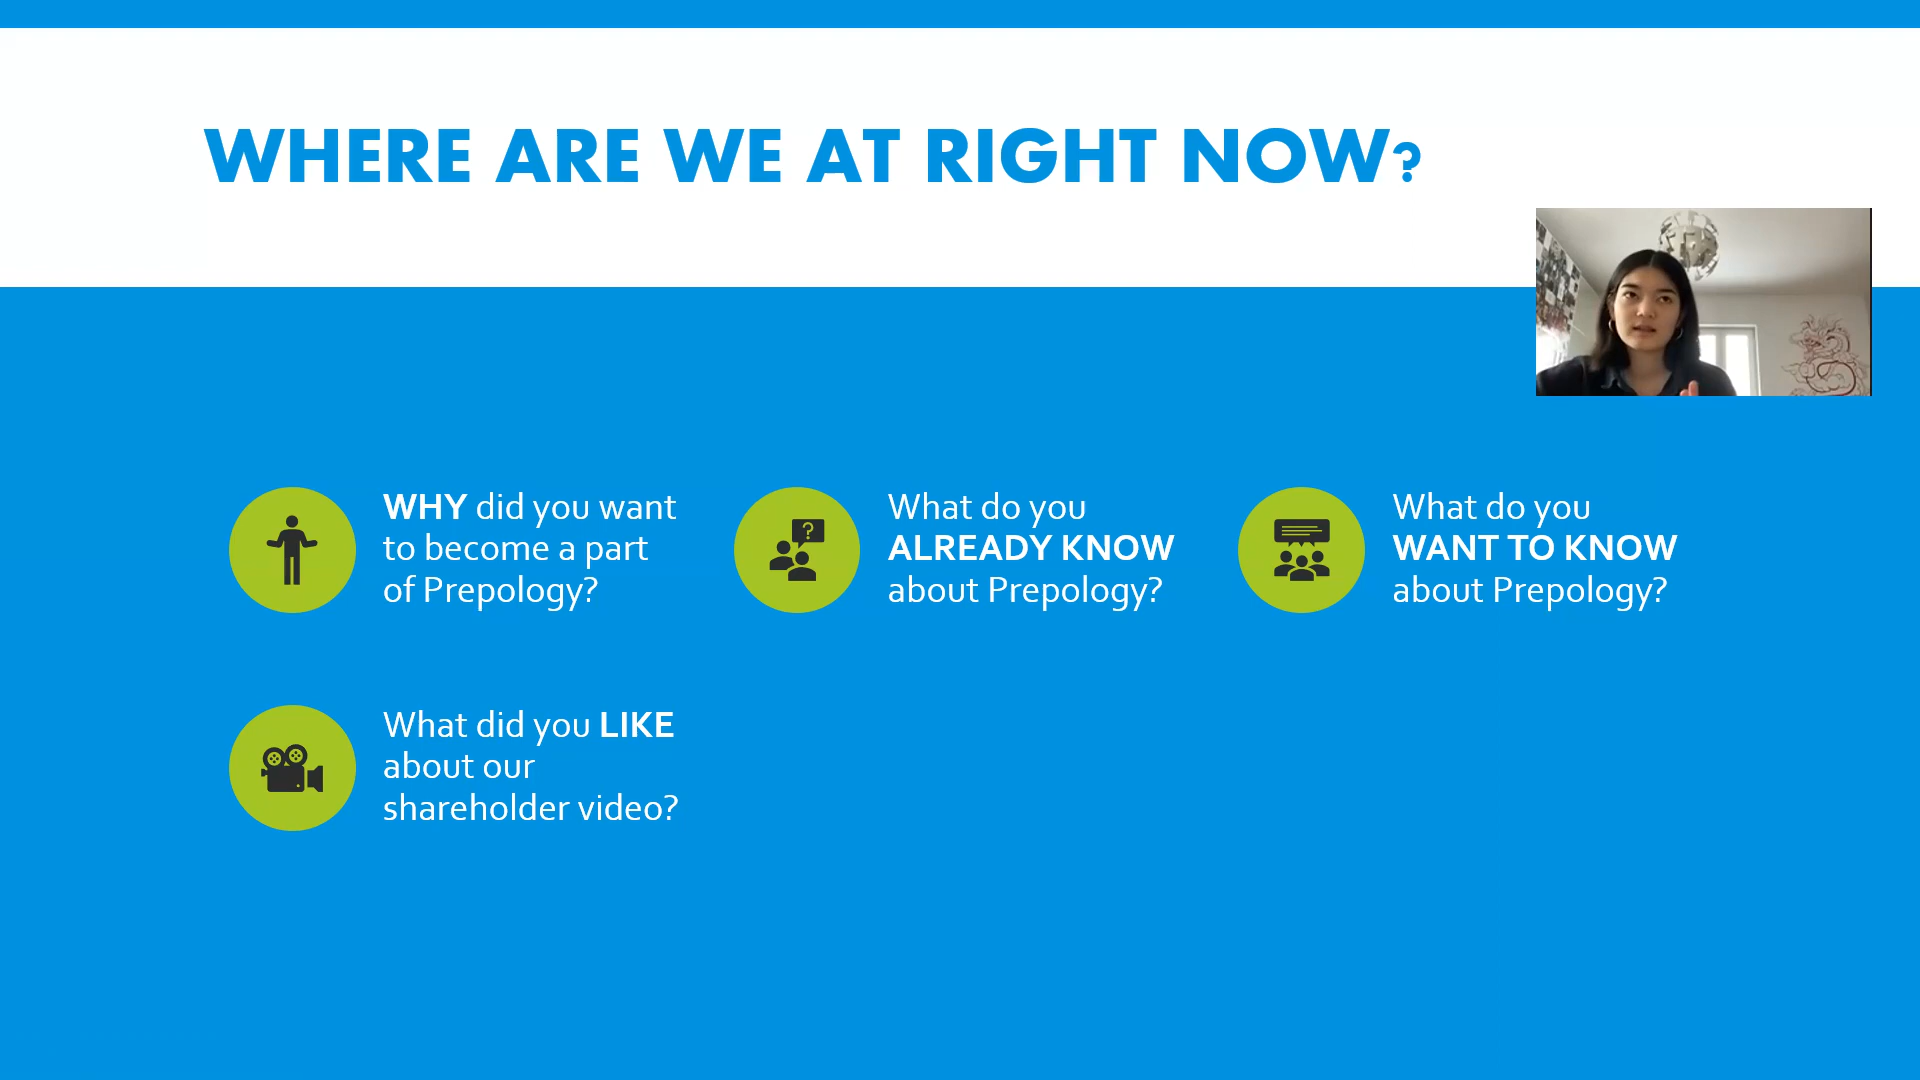 WHERE ARE WE AT RIGHT NOW?
WHY did you want
to become a part
of Prepology?
What do you
ALREADY KNOW
about Prepology?
What do you
WANT TO KNOW
about Prepology?
What did you LIKE
about our
shareholder video?